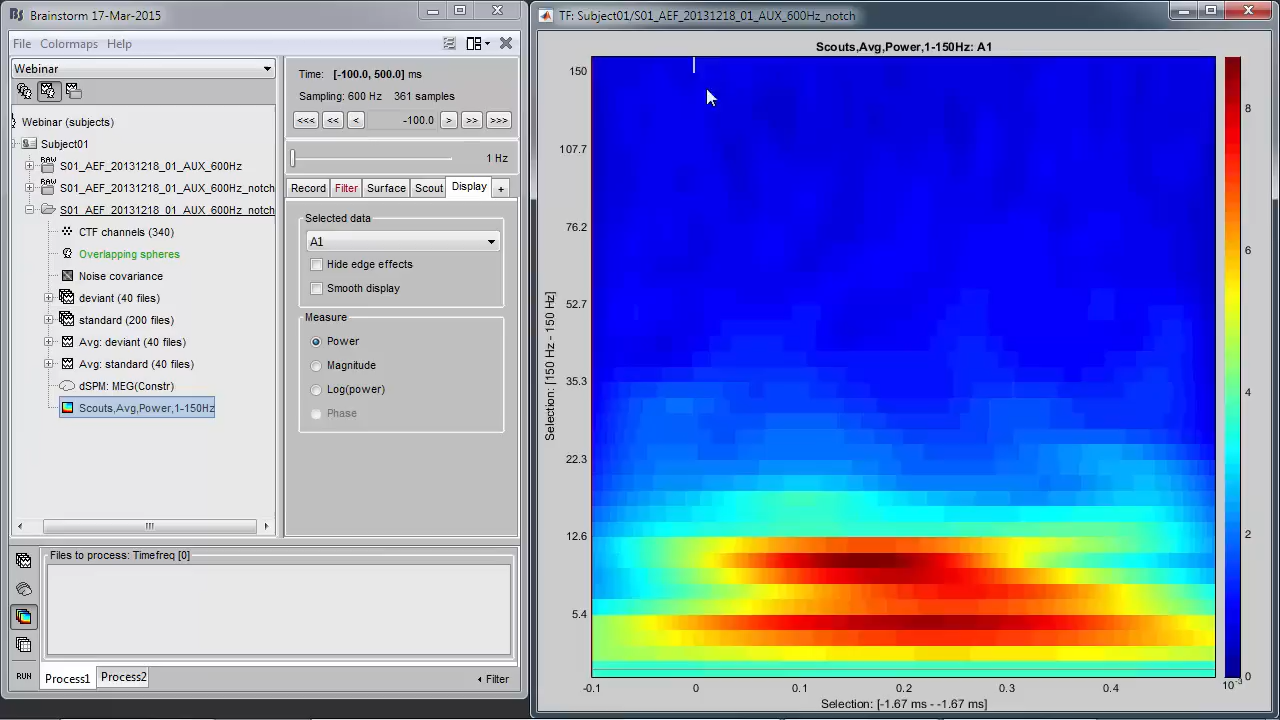 Brainstorm 17-Mar-2015
File Colormaps Help
Webinar
Webinar (subjects)
Subject01
S01_AEF_20131218_01_AUX_600Hz
S01_AEF_20131218_01_AUX_600Hz_notch
S01_AEF_20131218_01_AUX_600Hz_notch
CTF channels (340)
Overlapping spheres
Noise covariance
deviant (40 files)
standard (200 files)
Avg: deviant (40 files)
Avg: standard (40 files)
dSPM: MEG(Constr)
Scouts,Avg,Power,1-150Hz
Time: [-100.0, 500.0] ms
Sampling: 600 Hz 361 samples
<<< << < -100.0 > >> >>>
1 Hz
Record Filter Surface Scout Display +
Selected data
A1
Hide edge effects
Smooth display
Measure
Power
Magnitude
Log(power)
Phase
Files to process: Timefreq [0]
RUN
Process1 Process2
Filter
TF: Subject01/S01_AEF_20131218_01_AUX_600Hz_notch
Scouts,Avg,Power,1-150Hz: A1
Selection: [150 Hz - 150 Hz]
150
107.7
76.2
52.7
35.3
22.3
12.6
5.4
-0.1 0 0.1 0.2 0.3 0.4
Selection: [-1.67 ms - -1.67 ms]
8
6
4
2
0
10-3